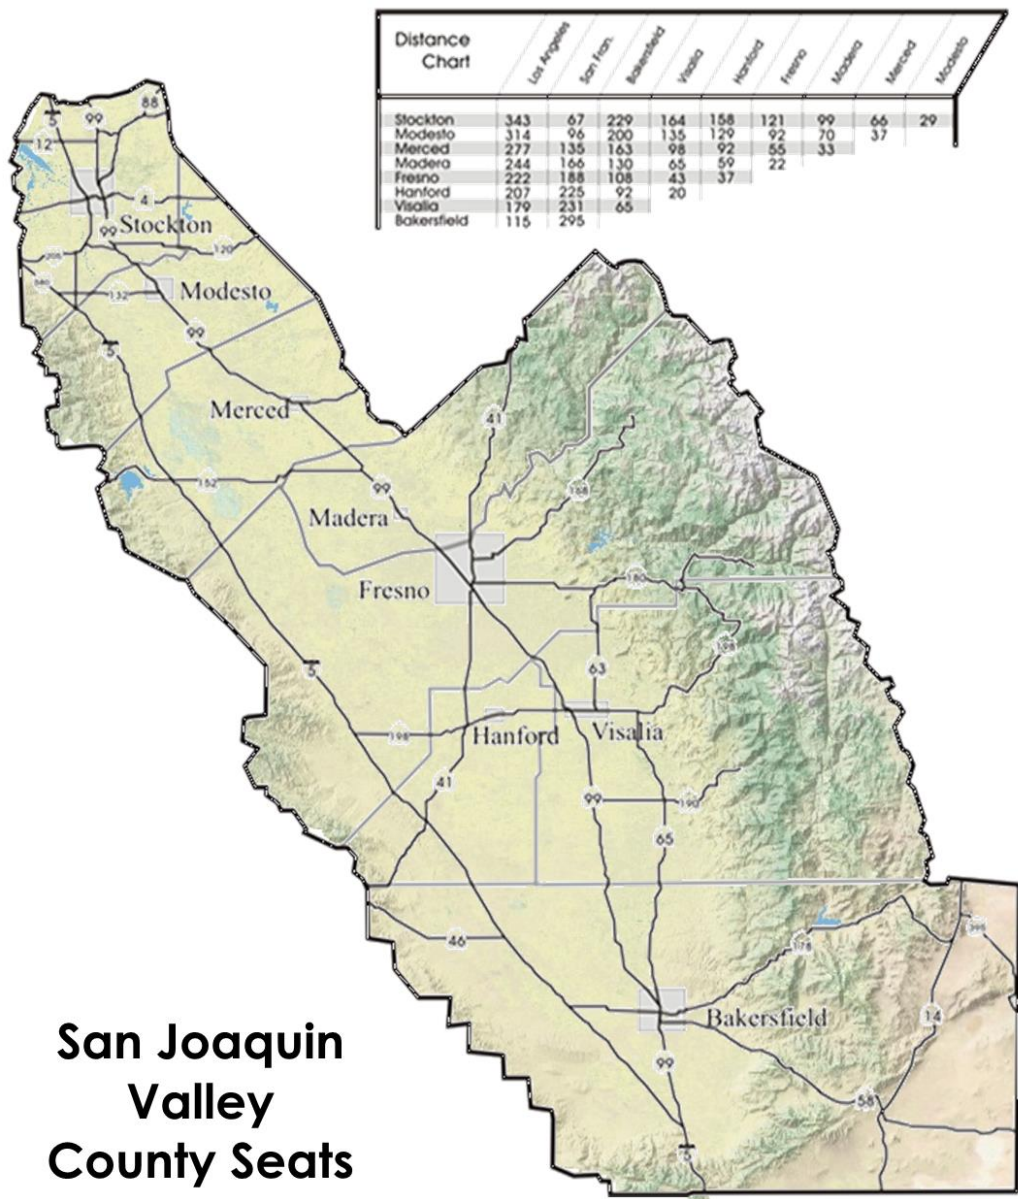 Distance
Chart
Los Angeles
San Fran.
Bakersfield
Visalia
Hanford
Fresno
Madera
Merced
Modesto
Stockton 343 67 229 164 158 121 99 66 29
Modesto 314 96 200 135 129 92 70 37
Merced 277 135 163 98 92 55 33
Madera 244 166 130 65 59 22
Fresno 222 188 108 43 37
Hanford 207 225 92 20
Visalia 179 231 65
Bakersfield 115 295
5
99
88
12
4
Stockton
99
120
205
580
132
Modesto
99
5
Merced
41
152
99
168
Madera
Fresno
180
198
5
63
198
Hanford
Visalia
41
99
190
65
46
178
395
Bakersfield
14
99
58
5
San Joaquin
Valley
County Seats